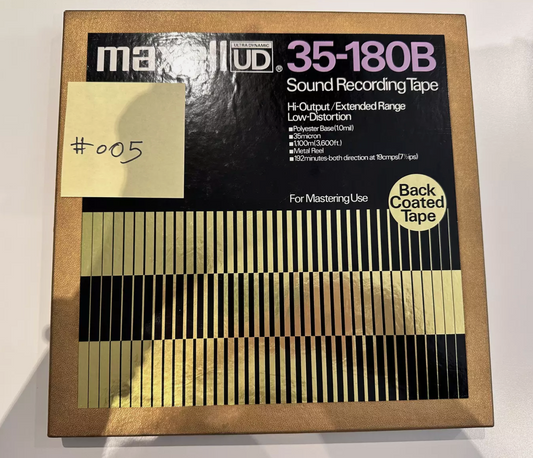 maxell UD ULTRA DYNAMIC ® 35-180B
Sound Recording Tape
Hi-Output/Extended Range
Low-Distortion
■Polyester Base(1.0mil)
■35micron
■1,100m(3,600ft.)
■Metal Reel
■192minutes-both direction at 19cmps(7½ips)
#005
For Mastering Use
Back
Coated
Tape